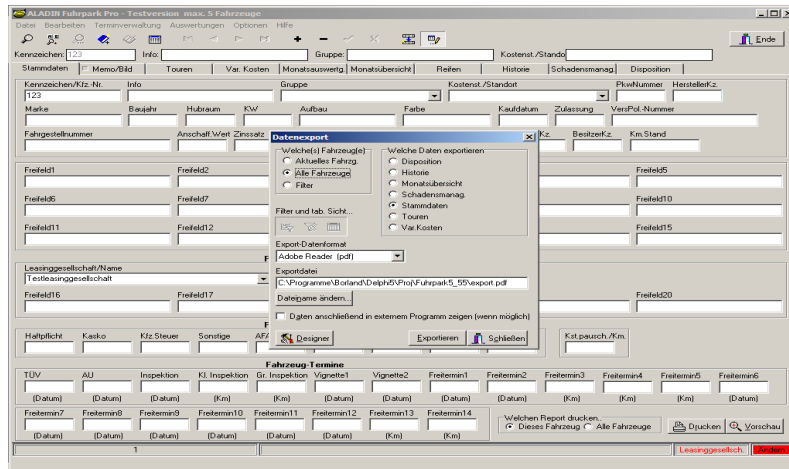 ALADIN Fuhrpark Pro - Testversion max. 5 Fahrzeuge
Datei Bearbeiten Terminverwaltung Auswertungen Optionen Hilfe
Ende
Kennzeichen: 123 Info: Gruppe: Kostenst./Stando
Stammdaten Memo/Bild Touren Var. Kosten Monatsauswertg. Monatsübersicht Reifen Historie Schadensmanag. Disposition
Kennzeichen/Kfz.-Nr. Info Gruppe Kostenst./Standort PkwNummer HerstellerKz.
123
Marke Baujahr Hubraum KW Aufbau Farbe Kaufdatum Zulassung VersPol.-Nummer
Fahrgestellnummer Anschaff.Wert Zinssatz Kz. BesitzerKz. Km.Stand
Datenexport
Welche(s) Fahrzeug(e) Welche Daten exportieren
Aktuelles Fahrzg. Disposition
Alle Fahrzeuge Historie
Filter Monatsübersicht
Schadensmanag.
Stammdaten
Touren
Var.Kosten
Filter und tab. Sicht...
Export-Datenformat
Adobe Reader (pdf)
Exportdatei
C:\Programme\Borland\Delphi5\Proj\Fuhrpark5_55\export.pdf
Dateiname ändern...
Daten anschließend in externem Programm zeigen (wenn möglich)
Designer Exportieren Schließen
Freifeld1 Freifeld2 Freifeld5
Freifeld6 Freifeld7 Freifeld10
Freifeld11 Freifeld12 Freifeld15
F
Leasinggesellschaft/Name
Testleasinggesellschaft
Freifeld16 Freifeld17 Freifeld20
F
Haftpflicht Kasko Kfz.Steuer Sonstige AFA Kst.pausch./Km.
Fahrzeug-Termine
TÜV AU Inspektion Kl. Inspektion Gr. Inspektion Vignette1 Vignette2 Freitermin1 Freitermin2 Freitermin3 Freitermin4 Freitermin5 Freitermin6
(Datum) (Datum) (Km) (Km) (Datum) (Datum) (Datum) (Datum) (Datum) (Datum) (Datum) (Datum)
Freitermin7 Freitermin8 Freitermin9 Freitermin10 Freitermin11 Freitermin12 Freitermin13 Freitermin14
(Datum) (Datum) (Datum) (Km) (Datum) (Datum) (Km) (Km)
Welchen Report drucken..
Dieses Fahrzeug Alle Fahrzeuge Drucken Vorschau
1 Leasinggesellsch. Ändern